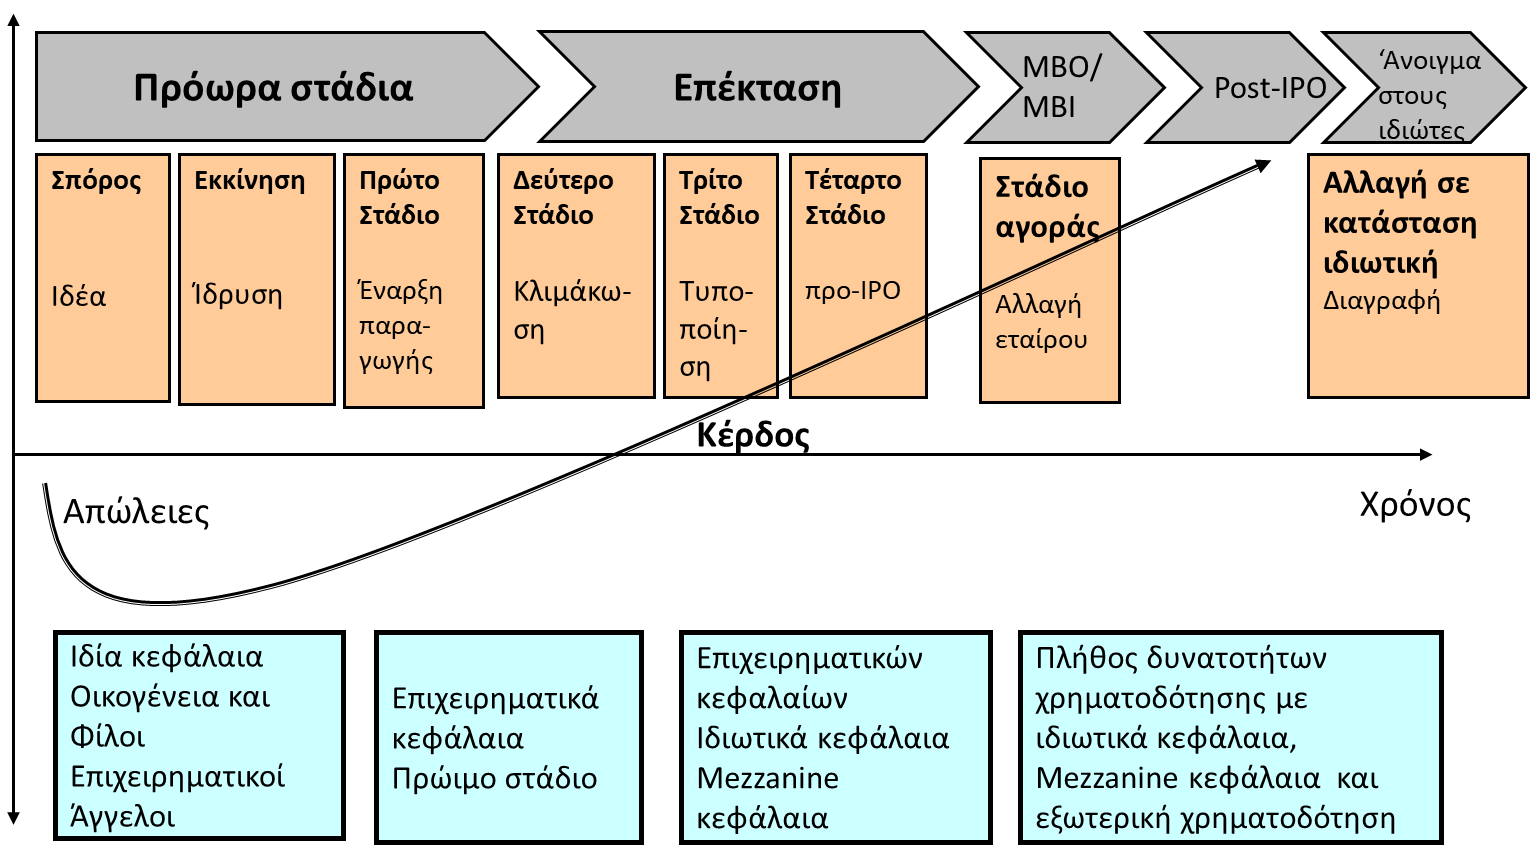 Πρόωρα στάδια
Επέκταση
MBO/
MBI
Post-IPO
‘Άνοιγμα
στους
ιδιώτες
Σπόρος
Ιδέα
Εκκίνηση
Ίδρυση
Πρώτο
Στάδιο
Έναρξη
παρα-
γωγής
Δεύτερο
Στάδιο
Κλιμάκω-
ση
Τρίτο
Στάδιο
Τυπο-
ποίη-
ση
Τέταρτο
Στάδιο
προ-IPO
Στάδιο
αγοράς
Αλλαγή
εταίρου
Αλλαγή σε
κατάσταση
ιδιωτική
Διαγραφή
Κέρδος
Απώλειες
Χρόνος
Ιδία κεφάλαια
Οικογένεια και
Φίλοι
Επιχειρηματικοί
Άγγελοι
Επιχειρηματικά
κεφάλαια
Πρώιμο στάδιο
Επιχειρηματικών
κεφαλαίων
Ιδιωτικά κεφάλαια
Mezzanine
κεφάλαια
Πλήθος δυνατοτήτων
χρηματοδότησης με
ιδιωτικά κεφάλαια,
Mezzanine κεφάλαια και
εξωτερική χρηματοδότηση